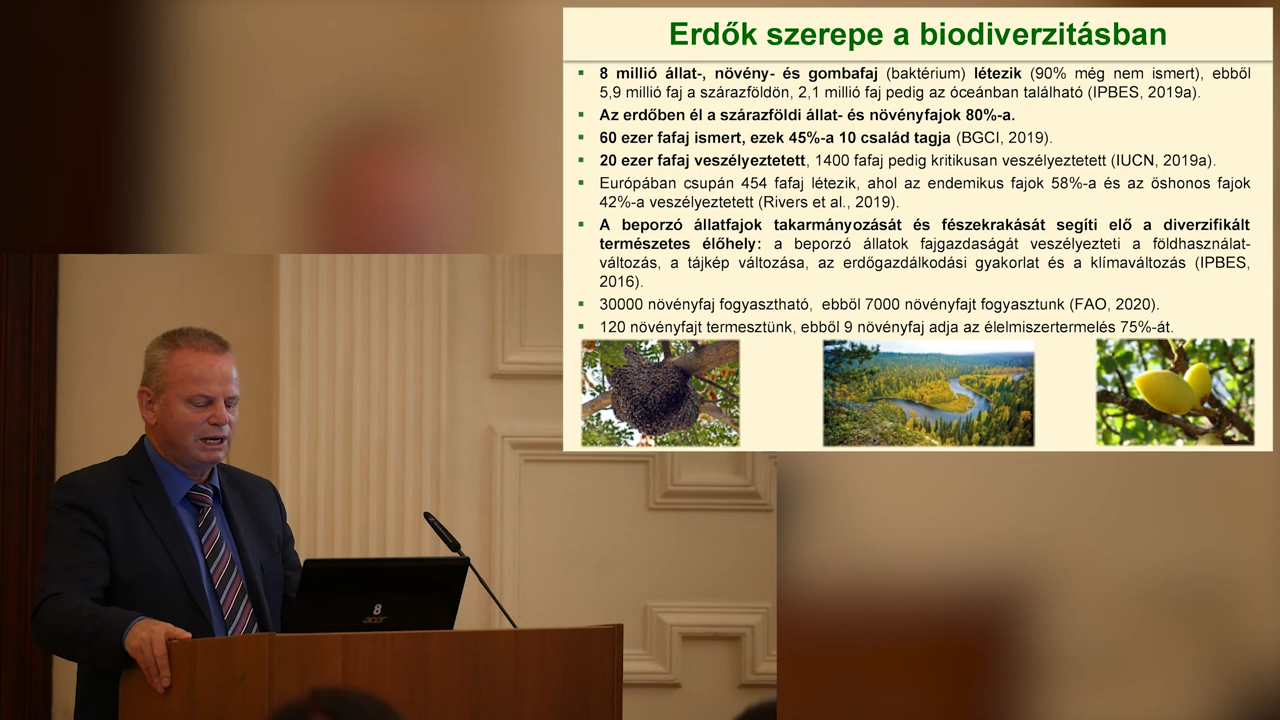 Erdők szerepe a biodiverzitásban
▪ 8 millió állat-, növény- és gombafaj (baktérium) létezik (90% még nem ismert), ebből
5,9 millió faj a szárazföldön, 2,1 millió faj pedig az óceánban található (IPBES, 2019a).
▪ Az erdőben él a szárazföldi állat- és növényfajok 80%-a.
▪ 60 ezer fafaj ismert, ezek 45%-a 10 család tagja (BGCI, 2019).
▪ 20 ezer fafaj veszélyeztetett, 1400 fafaj pedig kritikusan veszélyeztetett (IUCN, 2019a).
▪ Európában csupán 454 fafaj létezik, ahol az endemikus fajok 58%-a és az őshonos fajok
42%-a veszélyeztetett (Rivers et al., 2019).
▪ A beporzó állatfajok takarmányozását és fészekrakását segíti elő a diverzifikált
természetes élőhely: a beporzó állatok fajgazdaságát veszélyezteti a földhasználat-
változás, a tájkép változása, az erdőgazdálkodási gyakorlat és a klímaváltozás (IPBES,
2016).
▪ 30000 növényfaj fogyasztható, ebből 7000 növényfajt fogyasztunk (FAO, 2020).
▪ 120 növényfajt termesztünk, ebből 9 növényfaj adja az élelmiszertermelés 75%-át.
8
acer